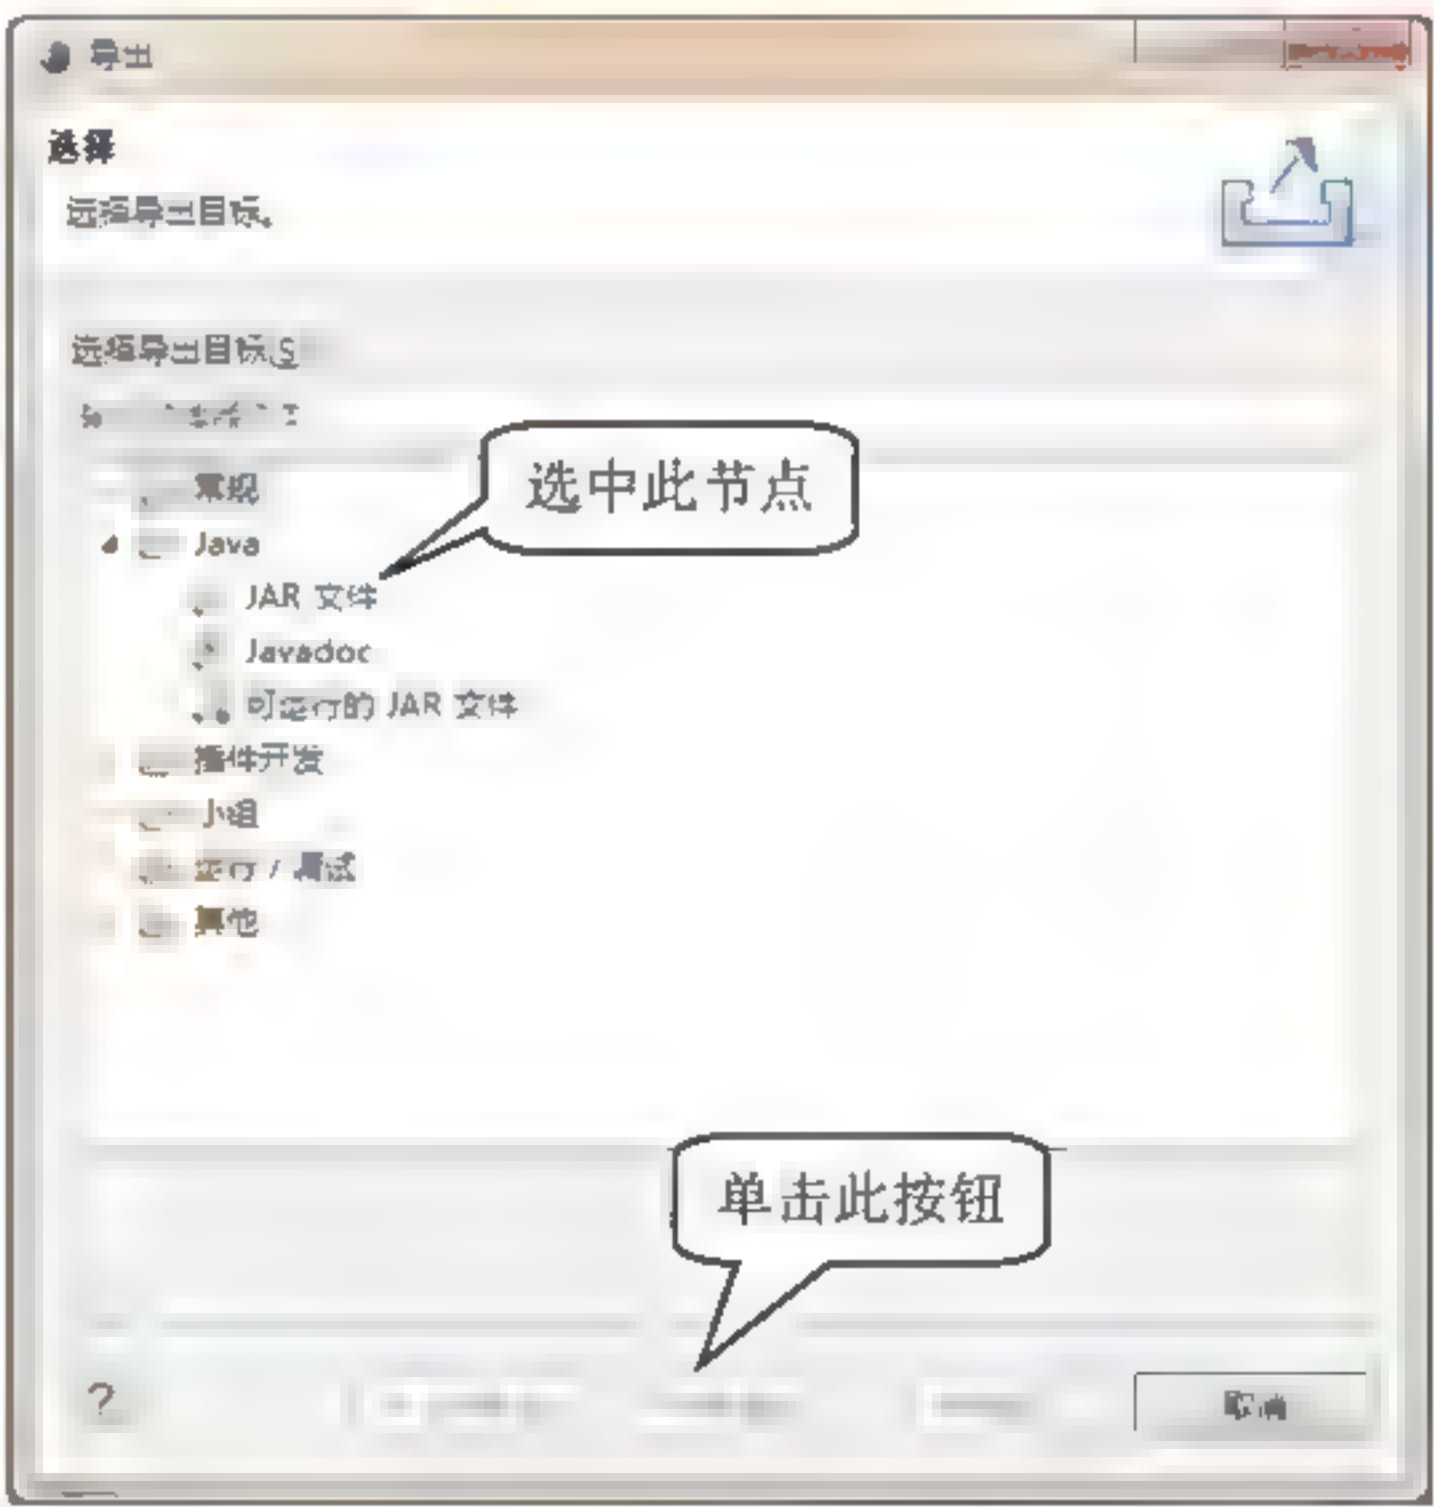 导出
选择
选择导出目标。
选择导出目标 S
常规
选中此节点
Java
JAR 文件
Javadoc
可运行的 JAR 文件
插件开发
小组
运行 / 调试
其他
单击此按钮
?
取消